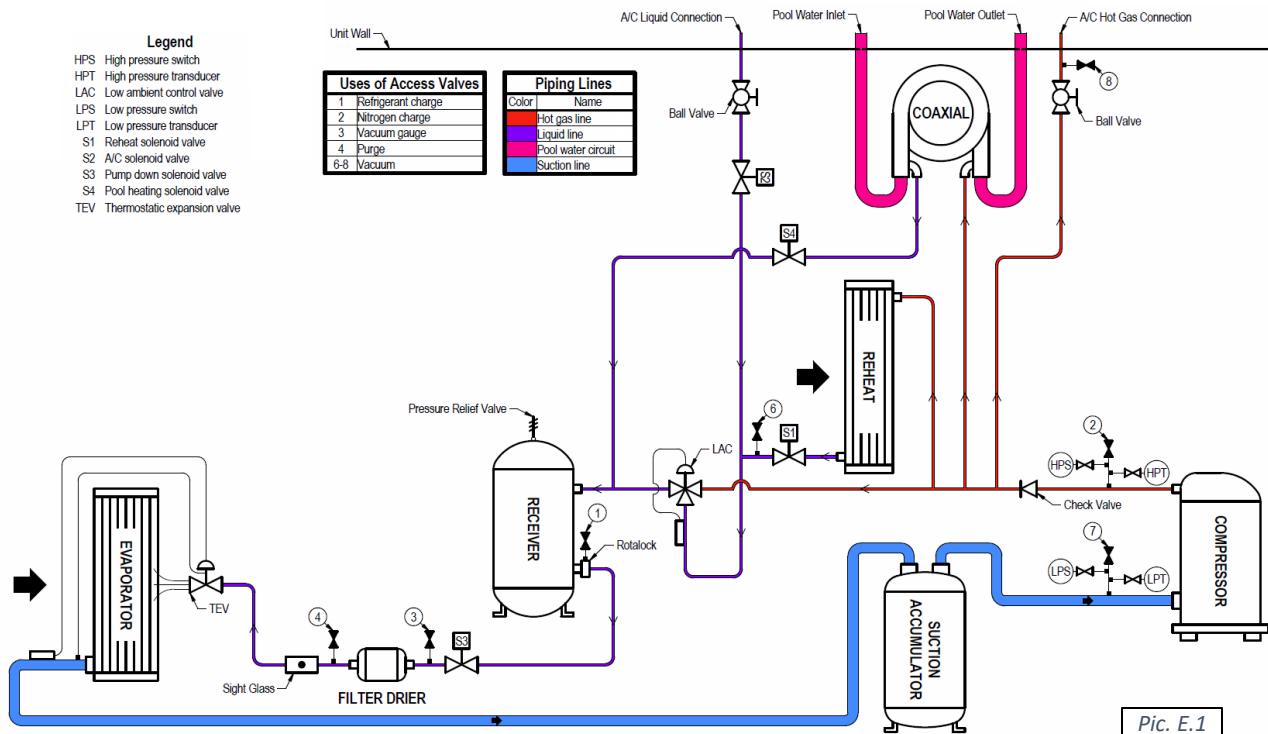 A/C Liquid Connection
Pool Water Inlet
Pool Water Outlet
A/C Hot Gas Connection
Unit Wall
Legend
HPS High pressure switch
HPT High pressure transducer
LAC Low ambient control valve
LPS Low pressure switch
LPT Low pressure transducer
S1 Reheat solenoid valve
S2 A/C solenoid valve
S3 Pump down solenoid valve
S4 Pool heating solenoid valve
TEV Thermostatic expansion valve
Uses of Access Valves
1 Refrigerant charge
2 Nitrogen charge
3 Vacuum gauge
4 Purge
6-8 Vacuum
Piping Lines
Color Name
Hot gas line
Liquid line
Pool water circuit
Suction line
Ball Valve
COAXIAL
8
Ball Valve
S4
REHEAT
Pressure Relief Valve
6
S1
LAC
2
HPS
HPT
Check Valve
RECEIVER
1
Rotalock
COMPRESSOR
7
LPS
LPT
EVAPORATOR
TEV
4
3
S3
Sight Glass
FILTER DRIER
SUCTION
ACCUMULATOR
Pic. E.1